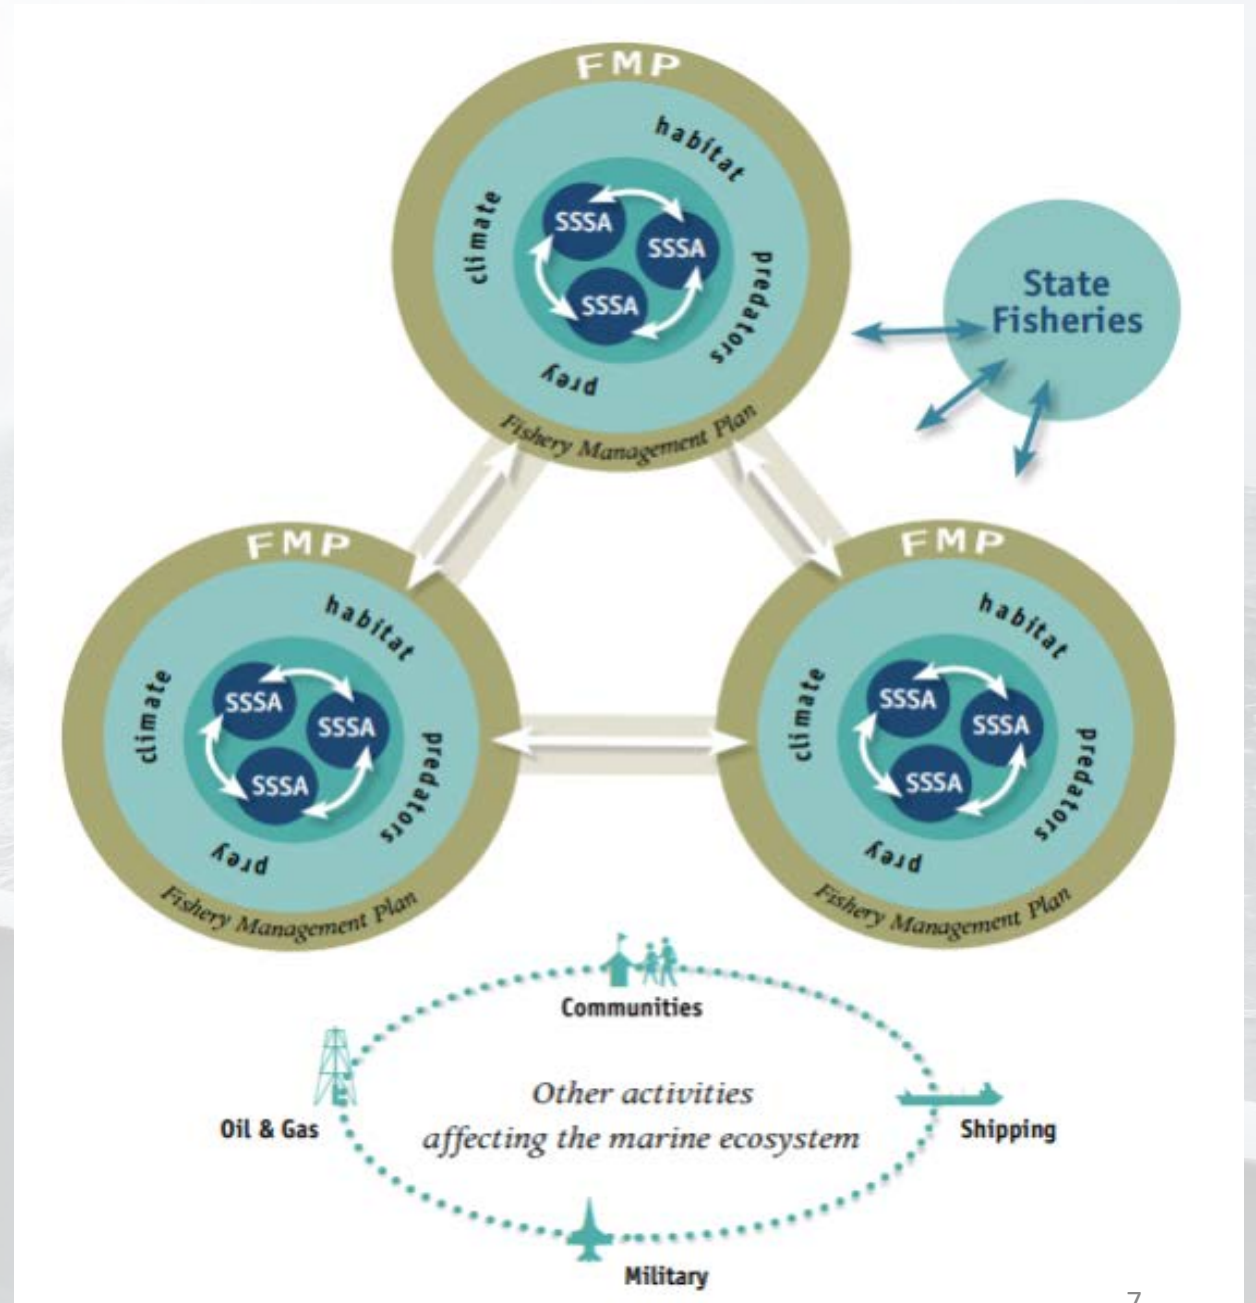 FMP
habitat
climate
SSSA
SSSA
SSSA
predators
prey
Fishery Management Plan
State
Fisheries
FMP
habitat
climate
SSSA
SSSA
SSSA
predators
prey
Fishery Management Plan
FMP
habitat
climate
SSSA
SSSA
SSSA
predators
prey
Fishery Management Plan
Communities
Other activities
affecting the marine ecosystem
Oil & Gas
Shipping
Military
7